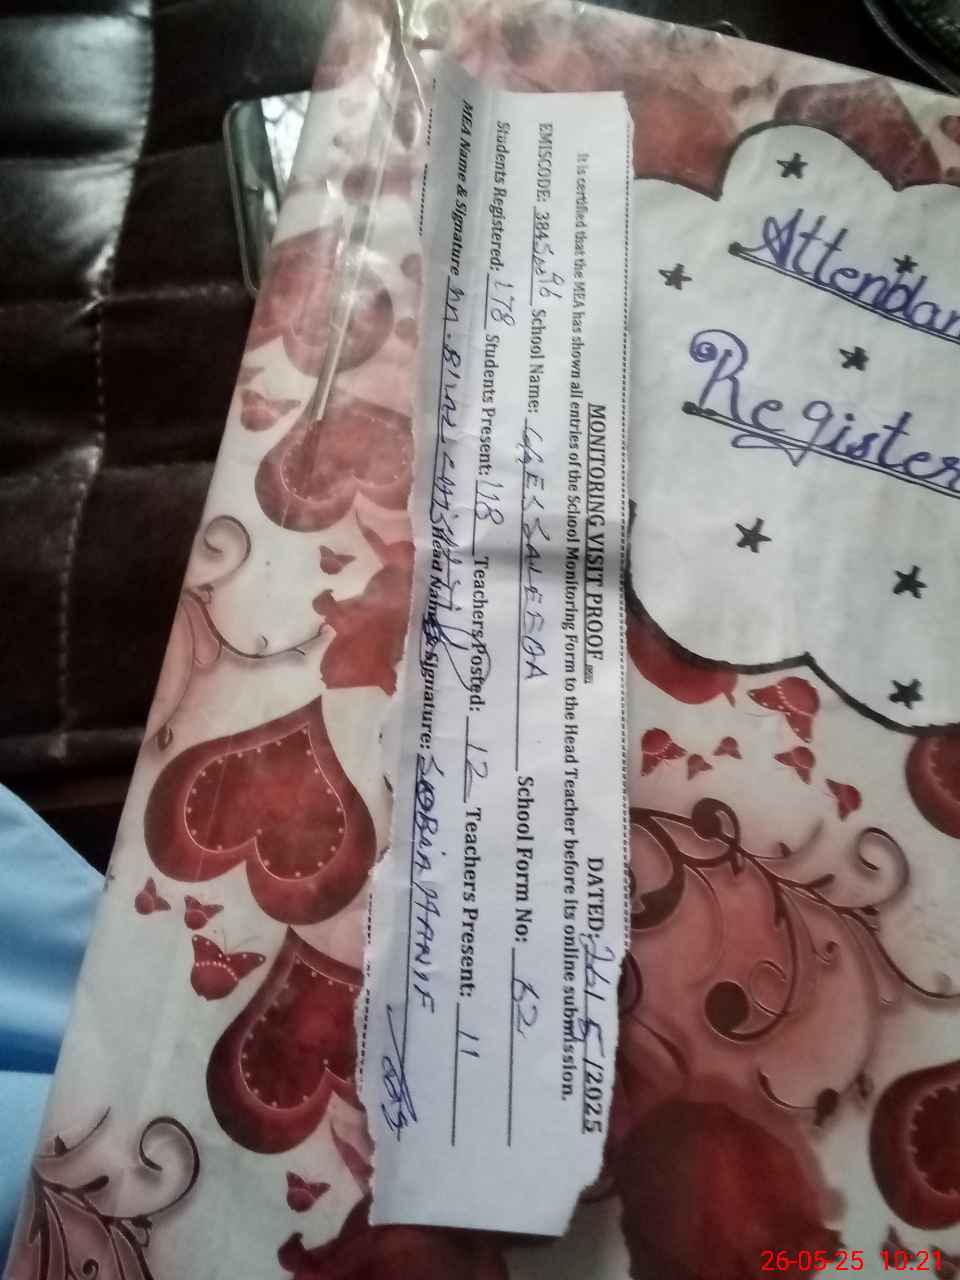 MONITORING VISIT PROOF DATED: 26/5/2025
It is certified that the MEA has shown all entries of the School Monitoring Form to the Head Teacher before its online submission.
EMISCODE: 3845 96 School Name: School Form No: 62
Students Registered: 178 Students Present: 118 Teachers Posted: 12 Teachers Present: 11
MEA Name & Signature Head Name & Signature: SOBIA HANIF
Attendan
Register
26-05-25 10:21